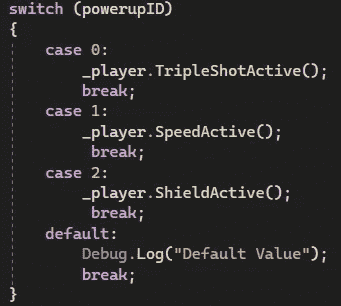 switch (powerupID)
{
    case 0:
        _player.TripleShotActive();
        break;
    case 1:
        _player.SpeedActive();
         break;
    case 2:
        _player.ShieldActive();
         break;
    default:
        Debug.Log("Default Value");
        break;
}